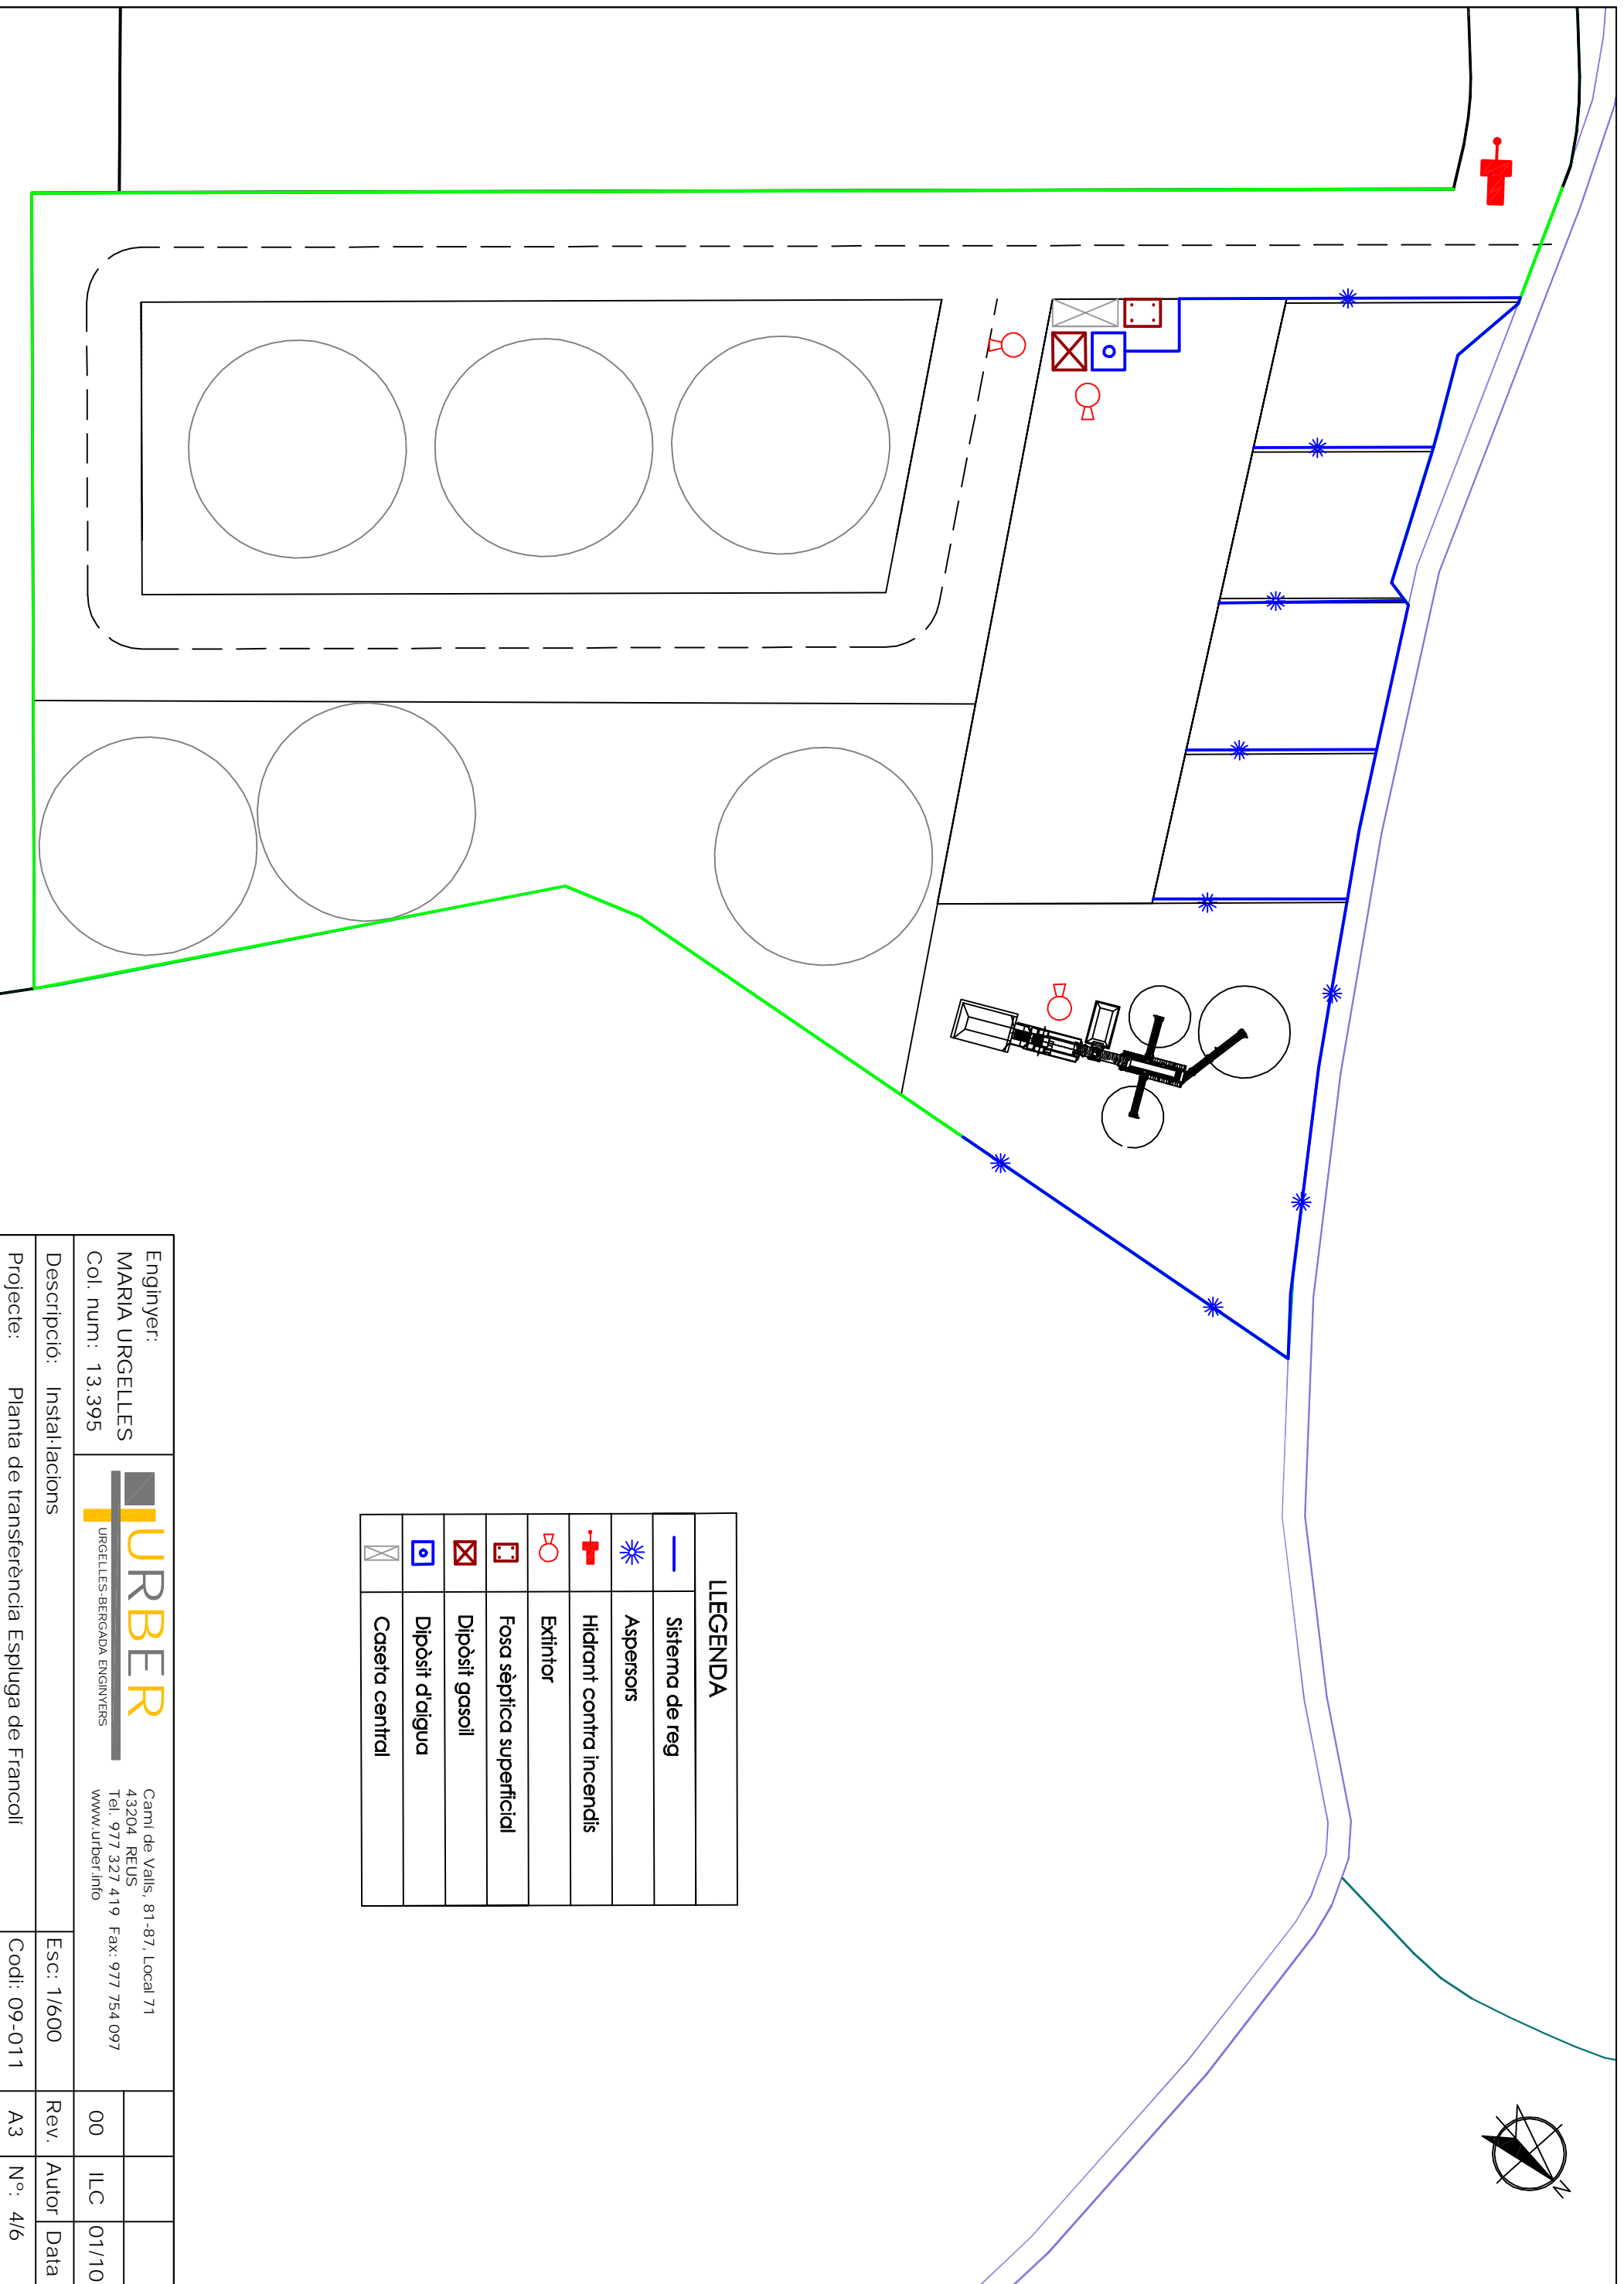 N
LLEGENDA
Sistema de reg
Aspersors
Hidrant contra incendis
Extintor
Fosa sèptica superficial
Dipòsit gasoil
Dipòsit d'aigua
Caseta central
Enginyer:
MARIA URGELLES
Col. num: 13.395
URBER
URGELLES-BERGADA ENGINYERS
Camí de Valls, 81-87, Local 71
43204 REUS
Tel. 977 327 419 Fax: 977 754 097
www.urber.info
00 ILC 01/10
Descripció: Instal·lacions Esc: 1/600 Rev. Autor Data
Projecte: Planta de transferència Espluga de Francolí Codi: 09-011 A3 Nº: 4/6